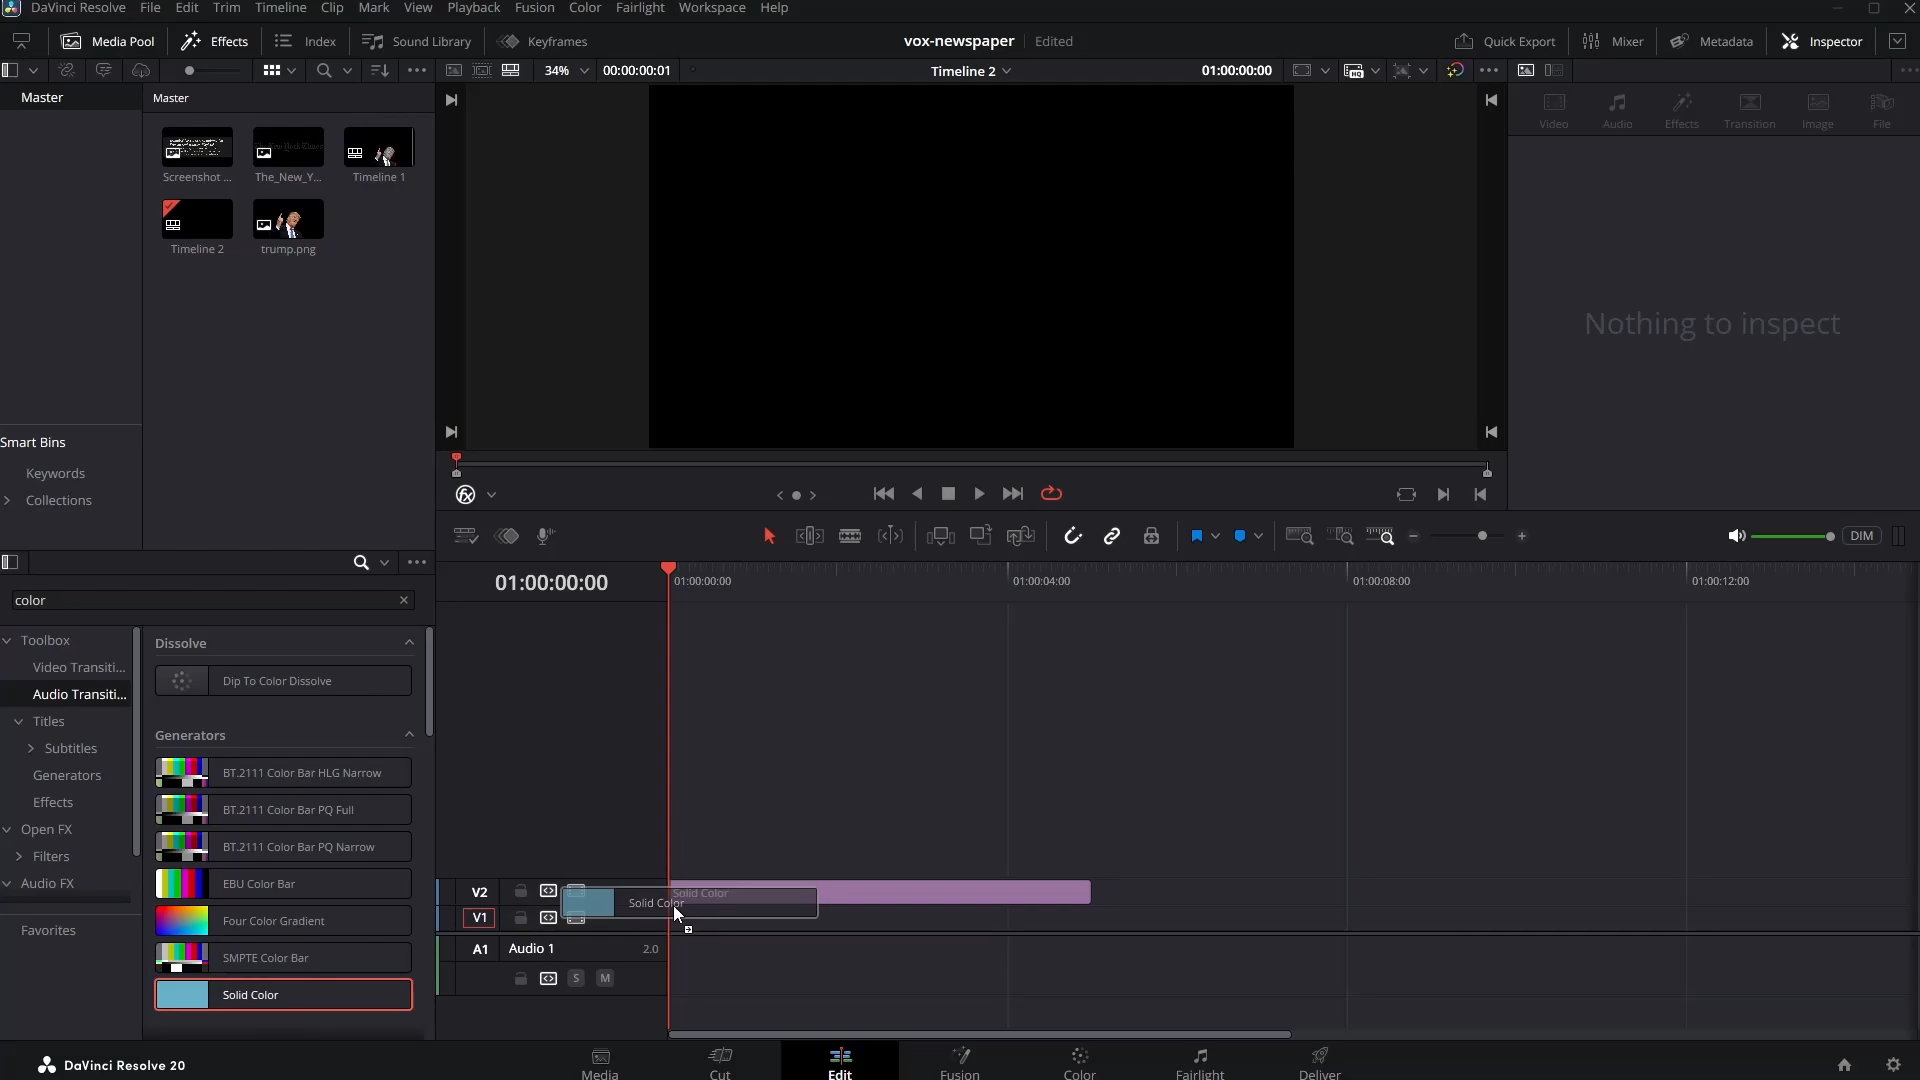 DaVinci Resolve File Edit Trim Timeline Clip Mark View Playback Fusion Color Fairlight Workspace Help
Media Pool Effects Index Sound Library Keyframes vox-newspaper Edited Quick Export Mixer Metadata Inspector
34% 00:00:00:01 Timeline 2 01:00:00:00 HQ
Master Master
Video Audio Effects Transition Image File
Screenshot ... The_New_Y... Timeline 1
Timeline 2 trump.png
Nothing to inspect
Smart Bins
Keywords
Collections
fx
DIM
01:00:00:00 01:00:00:00 01:00:04:00 01:00:08:00 01:00:12:00
color
Toolbox
Video Transiti...
Audio Transiti...
Titles
Subtitles
Generators
Effects
Open FX
Filters
Audio FX
Favorites
Dissolve
Dip To Color Dissolve
Generators
BT.2111 Color Bar HLG Narrow
BT.2111 Color Bar PQ Full
BT.2111 Color Bar PQ Narrow
EBU Color Bar
Four Color Gradient
SMPTE Color Bar
Solid Color
V2 Solid Color
Solid Color
V1
A1 Audio 1 2.0
S M
DaVinci Resolve 20 Media Cut Edit Fusion Color Fairlight Deliver